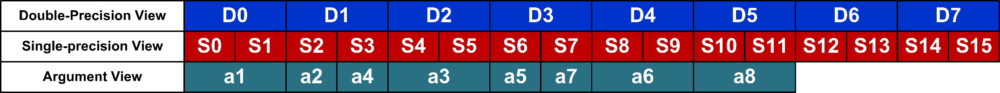 Double-Precision View D0 D1 D2 D3 D4 D5 D6 D7
Single-precision View S0 S1 S2 S3 S4 S5 S6 S7 S8 S9 S10 S11 S12 S13 S14 S15
Argument View a1 a2 a4 a3 a5 a7 a6 a8